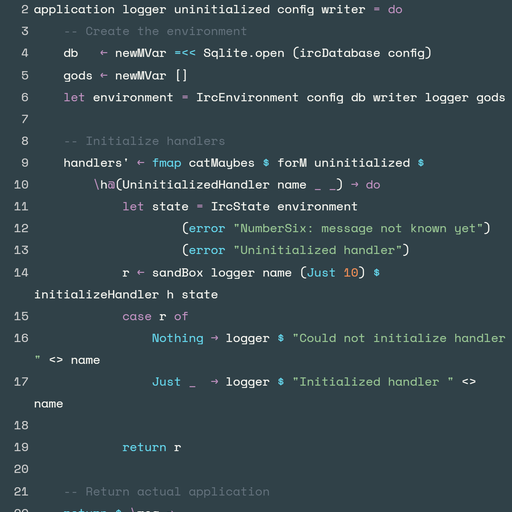 2 application logger uninitialized config writer = do
3     -- Create the environment
4     db   ← newMVar =<< Sqlite.open (ircDatabase config)
5     gods ← newMVar []
6     let environment = IrcEnvironment config db writer logger gods
7
8     -- Initialize handlers
9     handlers' ← fmap catMaybes $ forM uninitialized $
10         \h@(UninitializedHandler name _ _) → do
11             let state = IrcState environment
12                     (error "NumberSix: message not known yet")
13                     (error "Uninitialized handler")
14             r ← sandBox logger name (Just 10) $
initializeHandler h state
15             case r of
16                 Nothing → logger $ "Could not initialize handler
" <> name
17                 Just _  → logger $ "Initialized handler " <>
name
18
19             return r
20
21     -- Return actual application